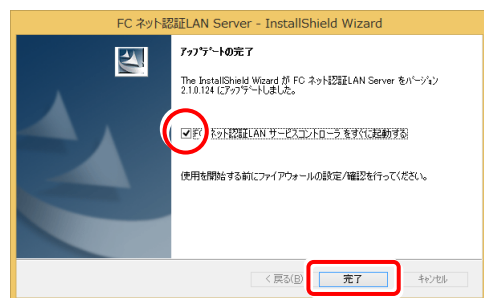 FC ネット認証LAN Server - InstallShield Wizard
アップデートの完了
The InstallShield Wizard が FC ネット認証LAN Server をバージョン
2.1.0.124 にアップデートしました。
FC ネット認証LAN サービスコントローラ をすぐに起動する
使用を開始する前にファイアウォールの設定/確認を行ってください。
< 戻る(B)
完了
キャンセル